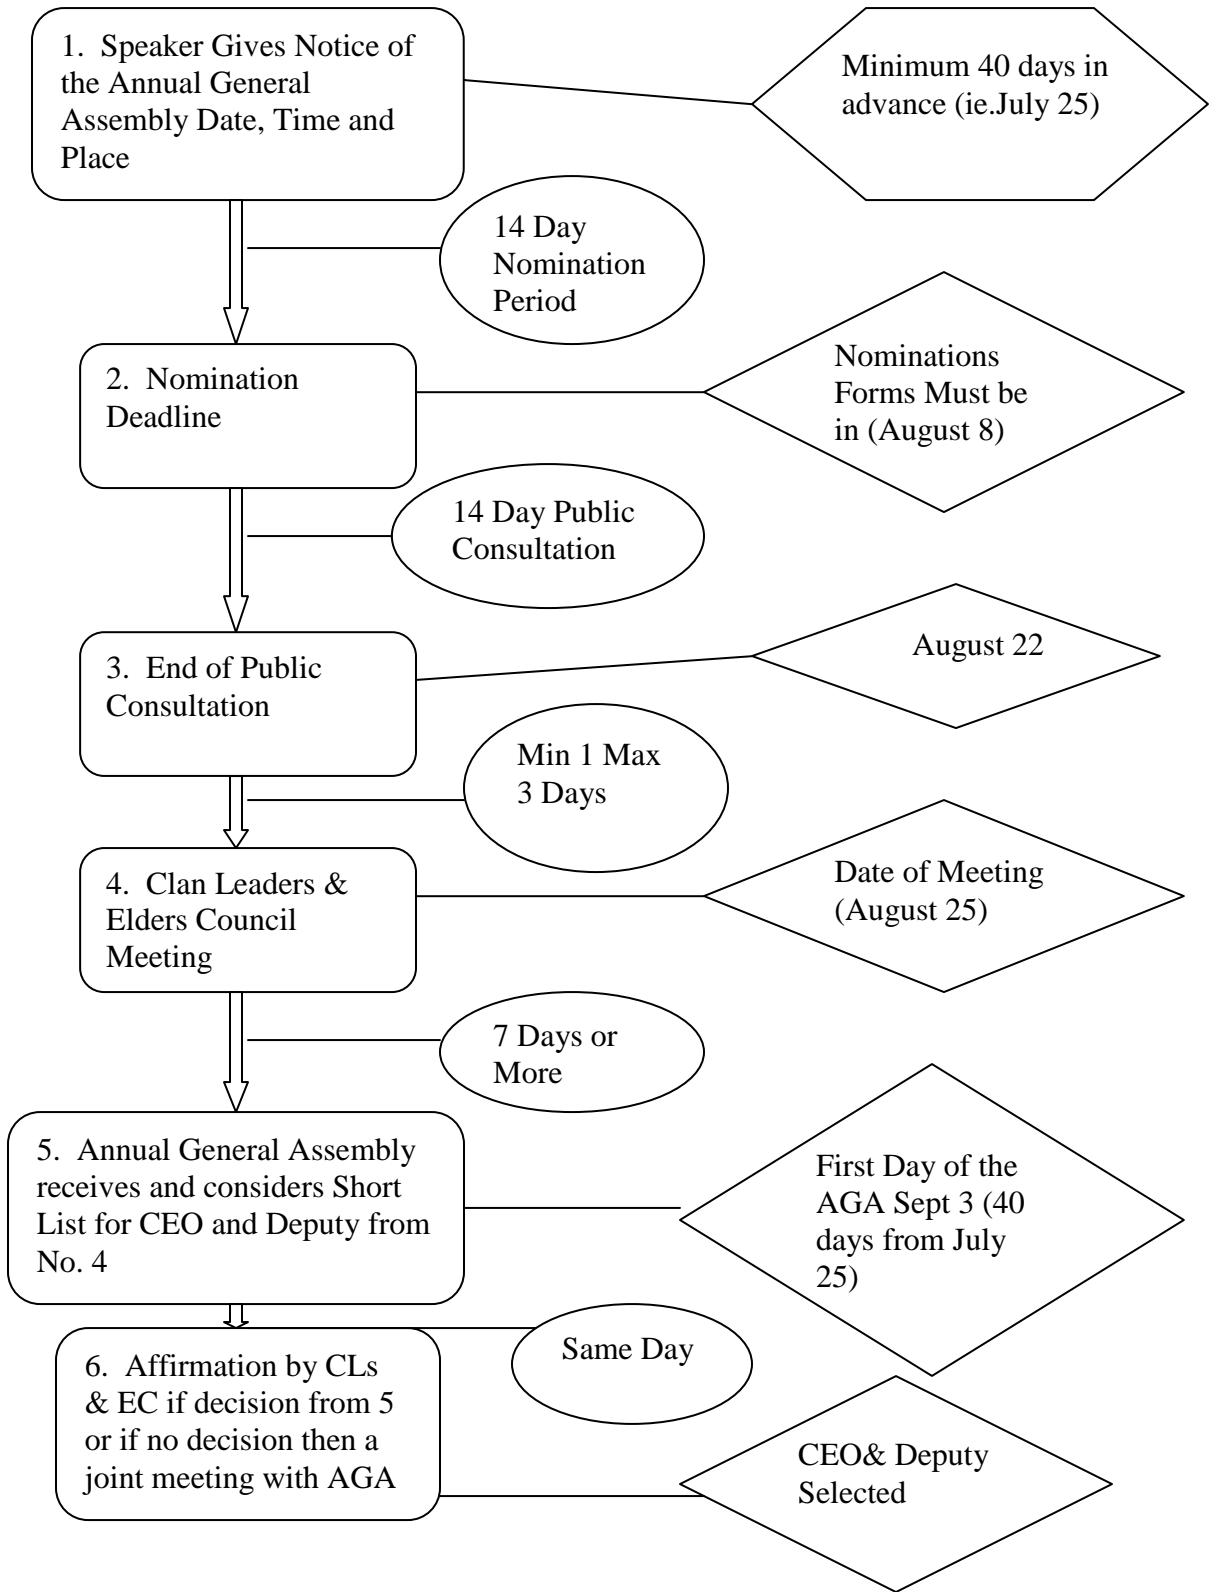 1.  Speaker Gives Notice of
the Annual General
Assembly Date, Time and
Place
Minimum 40 days in
advance (ie.July 25)
14 Day
Nomination
Period
2.  Nomination
Deadline
Nominations
Forms Must be
in (August 8)
14 Day Public
Consultation
3.  End of Public
Consultation
August 22
Min 1 Max
3 Days
4.  Clan Leaders &
Elders Council
Meeting
Date of Meeting
(August 25)
7 Days or
More
5.  Annual General Assembly
receives and considers Short
List for CEO and Deputy from
No. 4
First Day of the
AGA Sept 3 (40
days from July
25)
Same Day
6.  Affirmation by CLs
& EC if decision from 5
or if no decision then a
joint meeting with AGA
CEO& Deputy
Selected